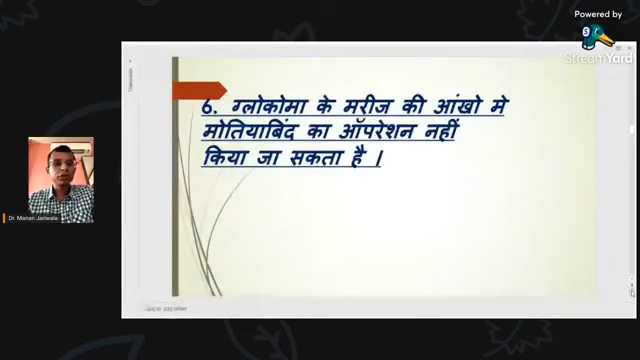 Powered by
StreamYard
6. ग्लोकोमा के मरीज की आंखो मे
मोतियाबिंद का ऑपरेशन नहीं
किया जा सकता है ।
Dr. Manan Jariwala